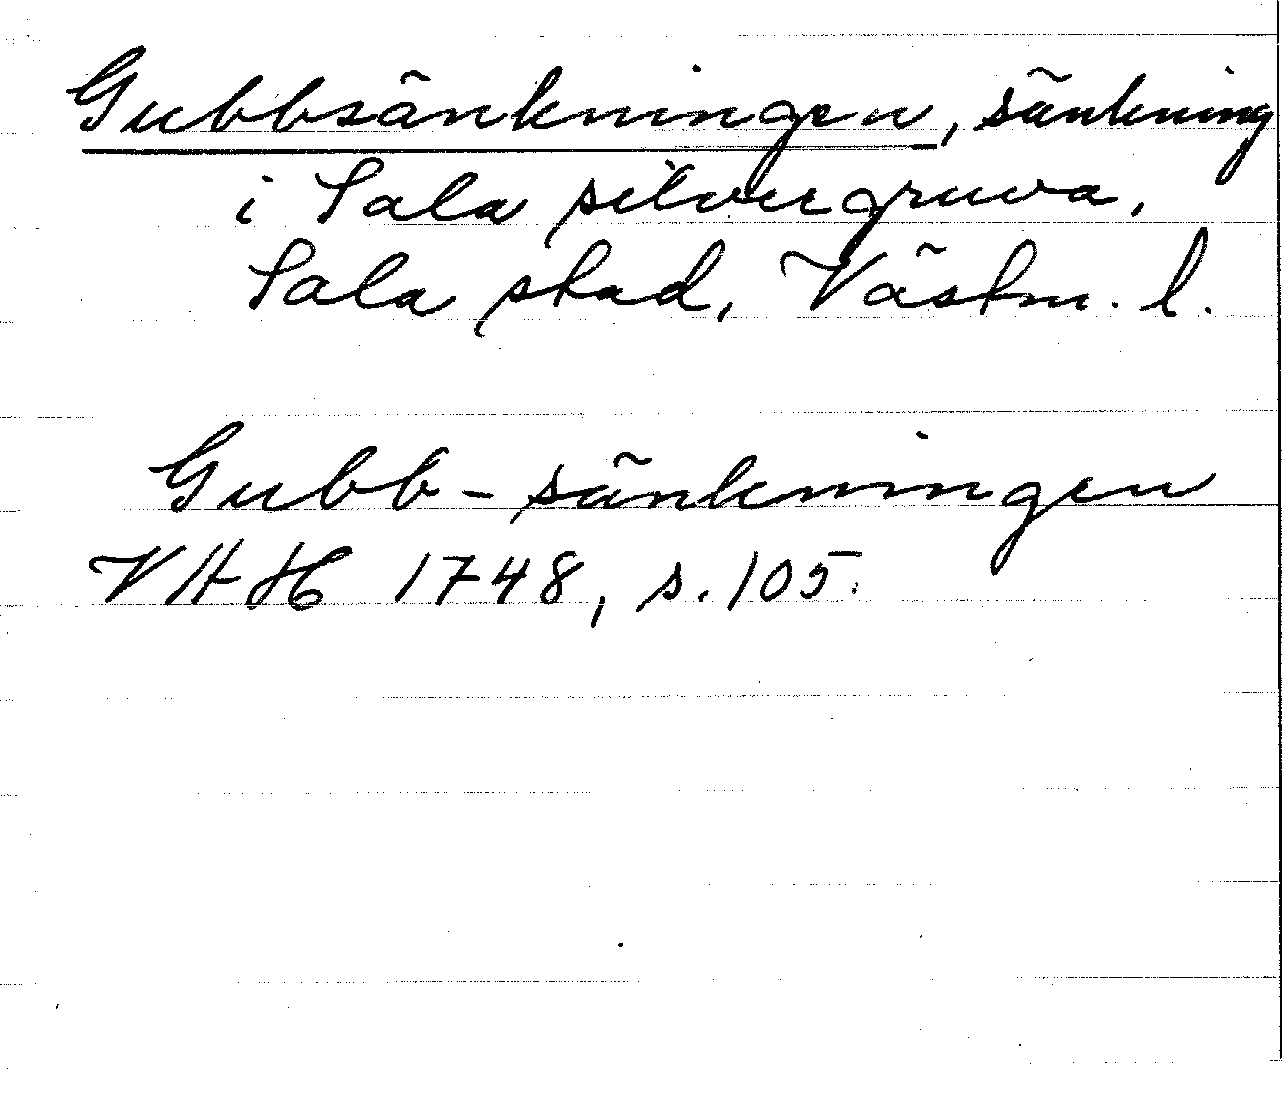 Gubbsänkningen, sänkning
i Sala silvergruva,
Sala stad, Västm. l.
Gubb-sänkningen
VAH 1748, s. 105.